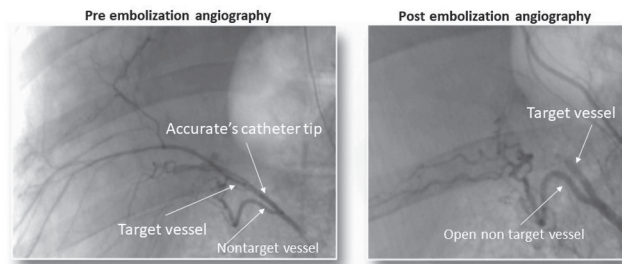 Pre embolization angiography
Post embolization angiography
Accurate's catheter tip
Target vessel
Nontarget vessel
Target vessel
Open non target vessel